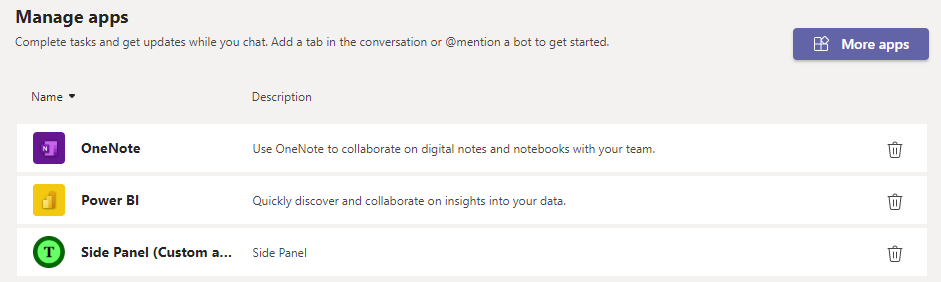 Manage apps
Complete tasks and get updates while you chat. Add a tab in the conversation or @mention a bot to get started.
More apps
Name Description
N OneNote Use OneNote to collaborate on digital notes and notebooks with your team.
Power BI Quickly discover and collaborate on insights into your data.
T Side Panel (Custom a... Side Panel